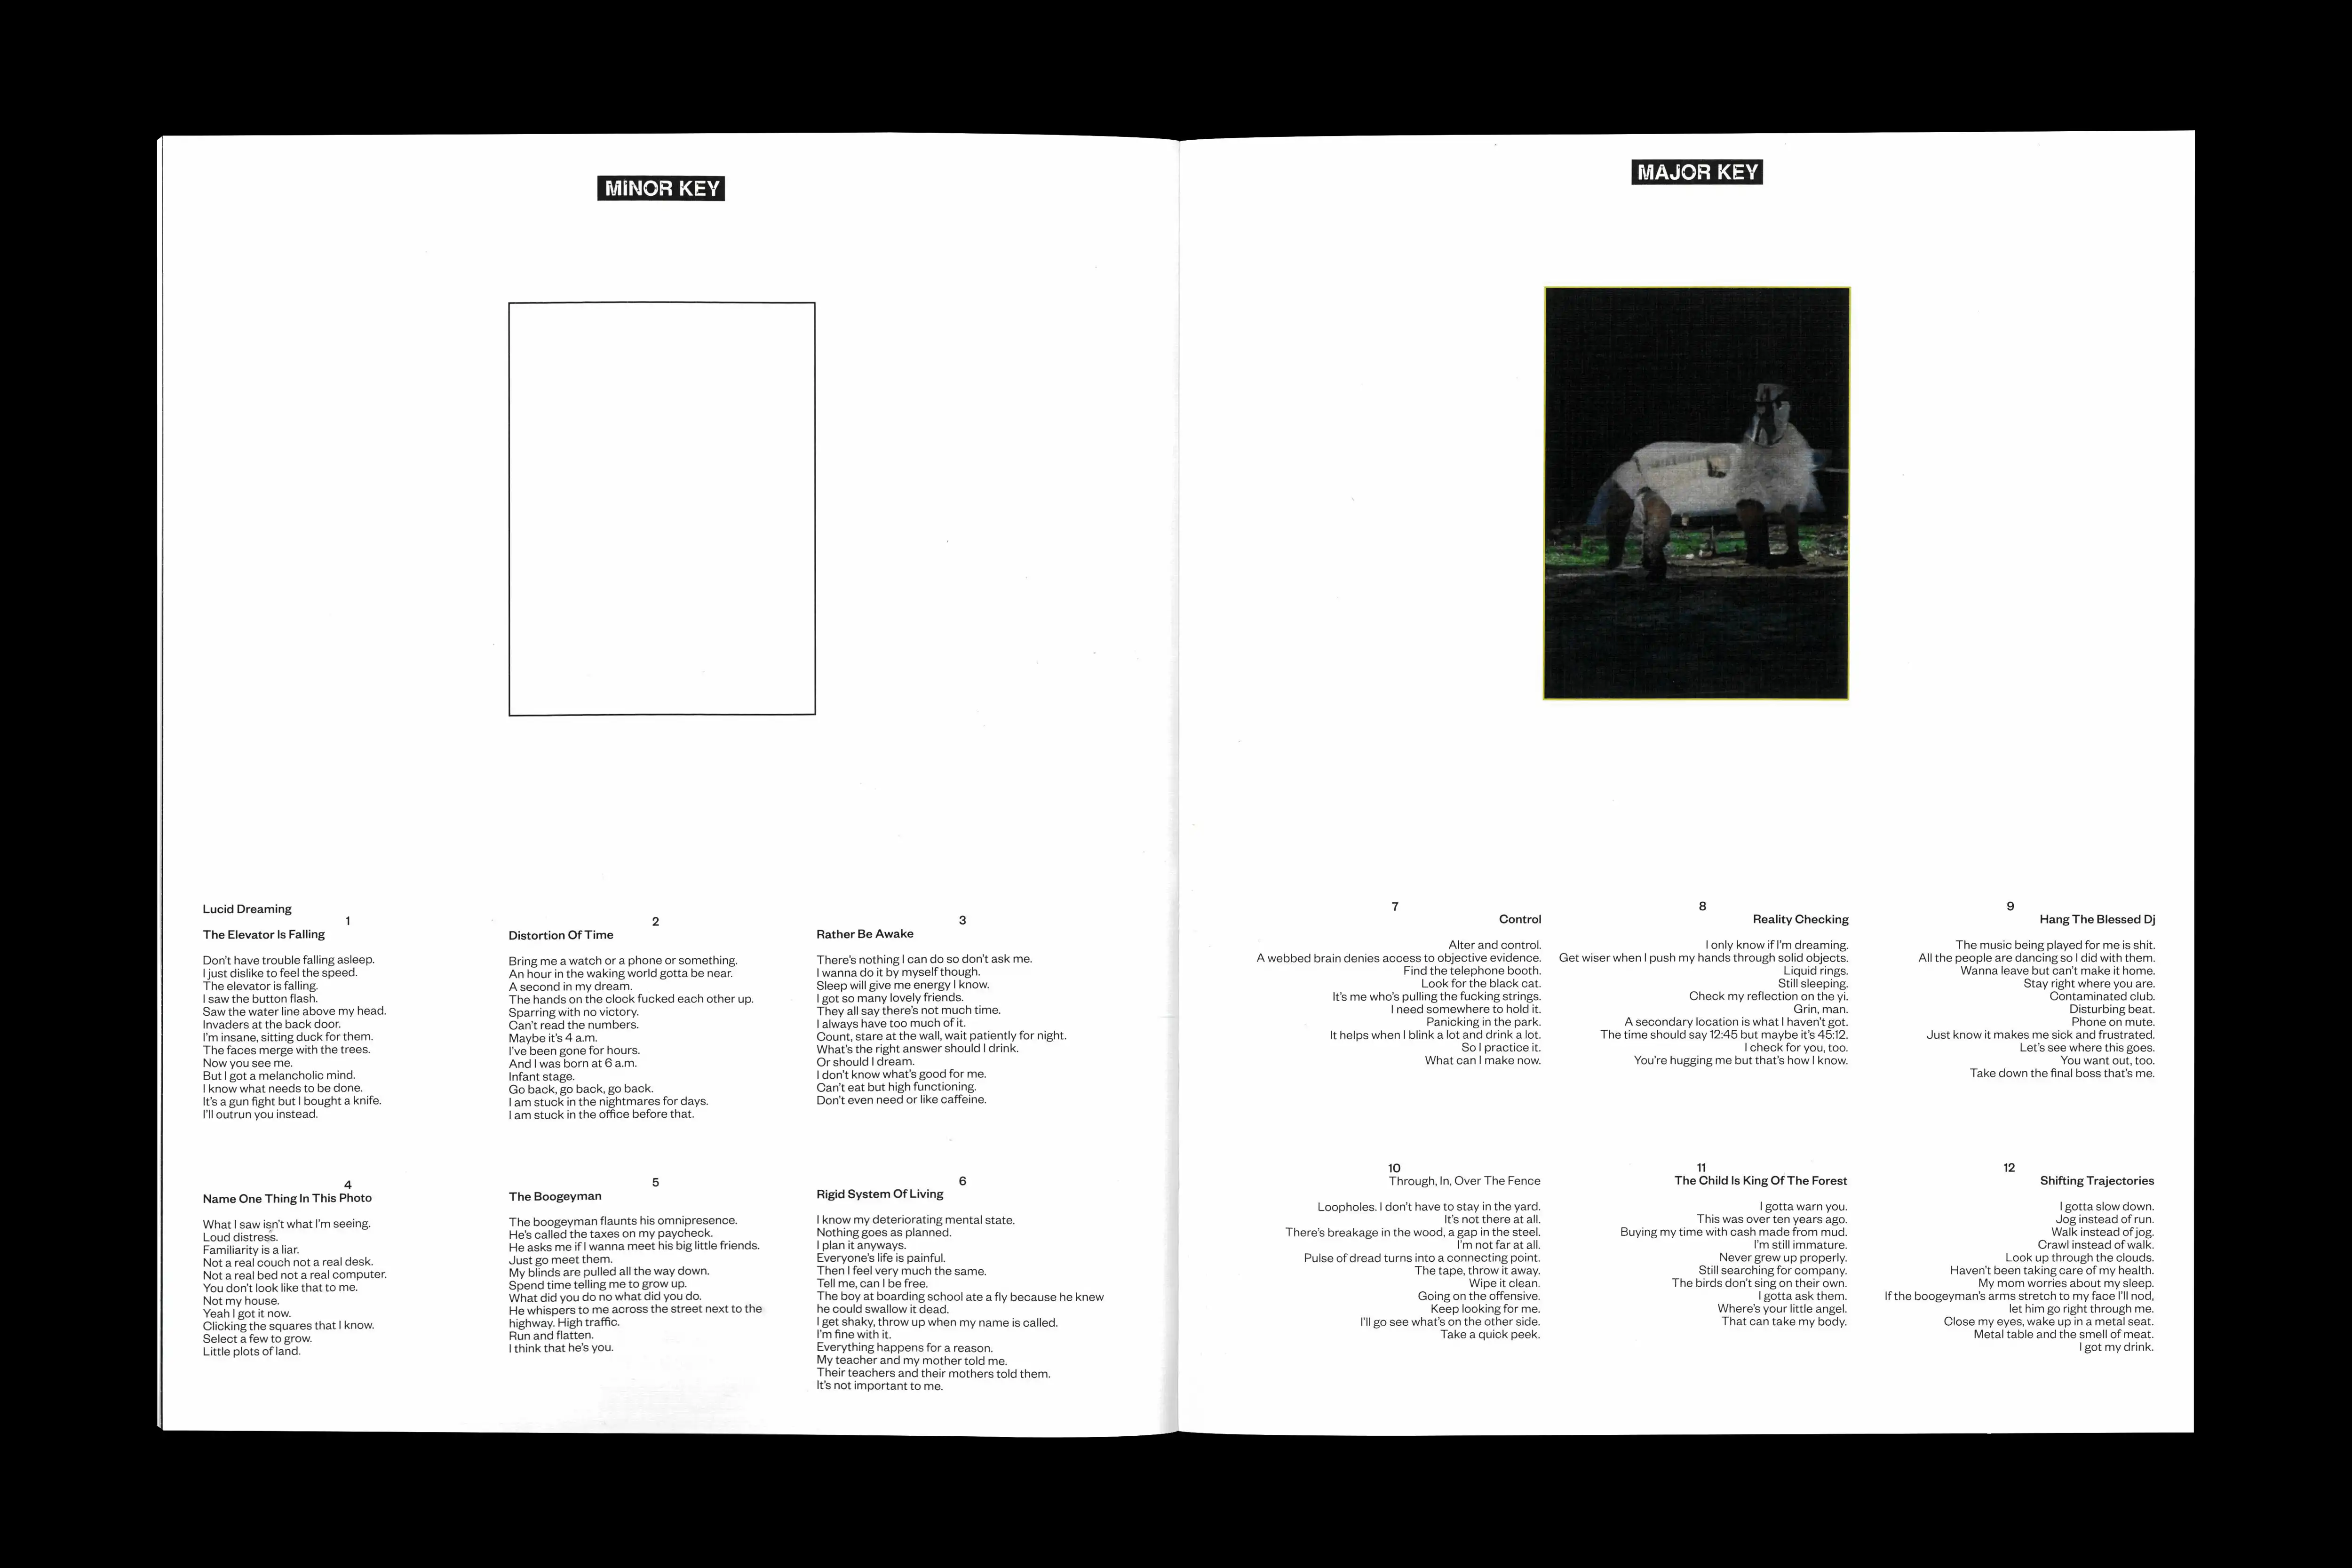 MINOR KEY
Lucid Dreaming
1
The Elevator Is Falling
Don't have trouble falling asleep.
I just dislike to feel the speed.
The elevator is falling.
I saw the button flash.
Saw the water line above my head.
Invaders at the back door.
I'm insane, sitting duck for them.
The faces merge with the trees.
Now you see me.
But I got a melancholic mind.
I know what needs to be done.
It's a gun fight but I bought a knife.
I'll outrun you instead.
2
Distortion Of Time
Bring me a watch or a phone or something.
An hour in the waking world gotta be near.
A second in my dream.
The hands on the clock fucked each other up.
Sparring with no victory.
Can't read the numbers.
Maybe it's 4 a.m.
I've been gone for hours.
And I was born at 6 a.m.
Infant stage.
Go back, go back, go back.
I am stuck in the nightmares for days.
I am stuck in the office before that.
3
Rather Be Awake
There's nothing I can do so don't ask me.
I wanna do it by myself though.
Sleep will give me energy I know.
I got so many lovely friends.
They all say there's not much time.
I always have too much of it.
Count, stare at the wall, wait patiently for night.
What's the right answer should I drink.
Or should I dream.
I don't know what's good for me.
Can't eat but high functioning.
Don't even need or like caffeine.
4
Name One Thing In This Photo
What I saw isn't what I'm seeing.
Loud distress.
Familiarity is a liar.
Not a real couch not a real desk.
Not a real bed not a real computer.
You don't look like that to me.
Not my house.
Yeah I got it now.
Clicking the squares that I know.
Select a few to grow.
Little plots of land.
5
The Boogeyman
The boogeyman flaunts his omnipresence.
He's called the taxes on my paycheck.
He asks me if I wanna meet his big little friends.
Just go meet them.
My blinds are pulled all the way down.
Spend time telling me to grow up.
What did you do no what did you do.
He whispers to me across the street next to the
highway. High traffic.
Run and flatten.
I think that he's you.
6
Rigid System Of Living
I know my deteriorating mental state.
Nothing goes as planned.
I plan it anyways.
Everyone's life is painful.
Then I feel very much the same.
Tell me, can I be free.
The boy at boarding school ate a fly because he knew
he could swallow it dead.
I get shaky, throw up when my name is called.
I'm fine with it.
Everything happens for a reason.
My teacher and my mother told me.
Their teachers and their mothers told them.
It's not important to me.
MAJOR KEY
7
Control
Alter and control.
A webbed brain denies access to objective evidence.
Find the telephone booth.
Look for the black cat.
It's me who's pulling the fucking strings.
I need somewhere to hold it.
Panicking in the park.
It helps when I blink a lot and drink a lot.
So I practice it.
What can I make now.
8
Reality Checking
I only know if I'm dreaming.
Get wiser when I push my hands through solid objects.
Liquid rings.
Still sleeping.
Check my reflection on the yi.
Grin, man.
A secondary location is what I haven't got.
The time should say 12:45 but maybe it's 45:12.
I check for you, too.
You're hugging me but that's how I know.
9
Hang The Blessed Dj
The music being played for me is shit.
All the people are dancing so I did with them.
Wanna leave but can't make it home.
Stay right where you are.
Contaminated club.
Disturbing beat.
Phone on mute.
Just know it makes me sick and frustrated.
Let's see where this goes.
You want out, too.
Take down the final boss that's me.
10
Through, In, Over The Fence
Loopholes. I don't have to stay in the yard.
It's not there at all.
There's breakage in the wood, a gap in the steel.
I'm not far at all.
Pulse of dread turns into a connecting point.
The tape, throw it away.
Wipe it clean.
Going on the offensive.
Keep looking for me.
I'll go see what's on the other side.
Take a quick peek.
11
The Child Is King Of The Forest
I gotta warn you.
This was over ten years ago.
Buying my time with cash made from mud.
I'm still immature.
Never grew up properly.
Still searching for company.
The birds don't sing on their own.
I gotta ask them.
Where's your little angel.
That can take my body.
12
Shifting Trajectories
I gotta slow down.
Jog instead of run.
Walk instead of jog.
Crawl instead of walk.
Look up through the clouds.
Haven't been taking care of my health.
My mom worries about my sleep.
If the boogeyman's arms stretch to my face I'll nod,
let him go right through me.
Close my eyes, wake up in a metal seat.
Metal table and the smell of meat.
I got my drink.